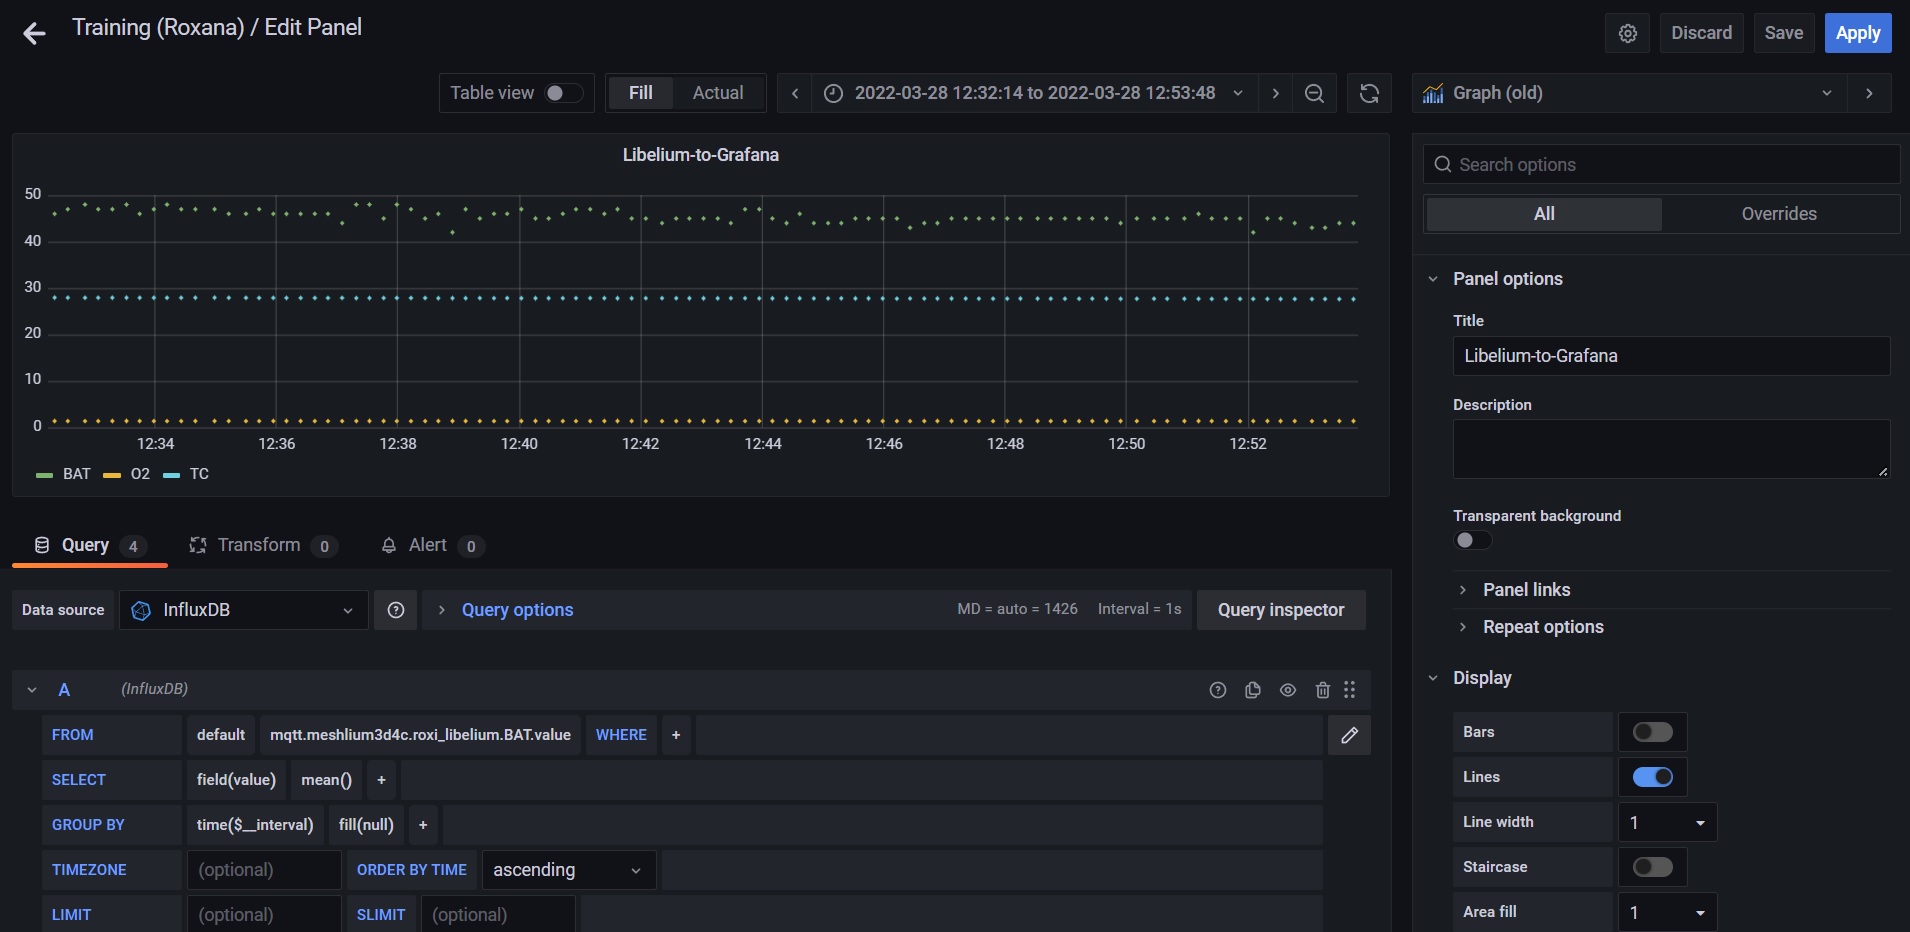 Training (Roxana) / Edit Panel
Discard Save Apply
Table view Fill Actual 2022-03-28 12:32:14 to 2022-03-28 12:53:48 Graph (old)
Libelium-to-Grafana
50
40
30
20
10
0
12:34 12:36 12:38 12:40 12:42 12:44 12:46 12:48 12:50 12:52
BAT O2 TC
Query 4 Transform 0 Alert 0
Data source InfluxDB Query options MD = auto = 1426 Interval = 1s Query inspector
A (InfluxDB)
FROM default mqtt.meshlium3d4c.roxi_libelium.BAT.value WHERE +
SELECT field(value) mean() +
GROUP BY time($__interval) fill(null) +
TIMEZONE (optional) ORDER BY TIME ascending
LIMIT (optional) SLIMIT (optional)
Search options
All Overrides
Panel options
Title
Libelium-to-Grafana
Description
Transparent background
Panel links
Repeat options
Display
Bars
Lines
Line width 1
Staircase
Area fill 1